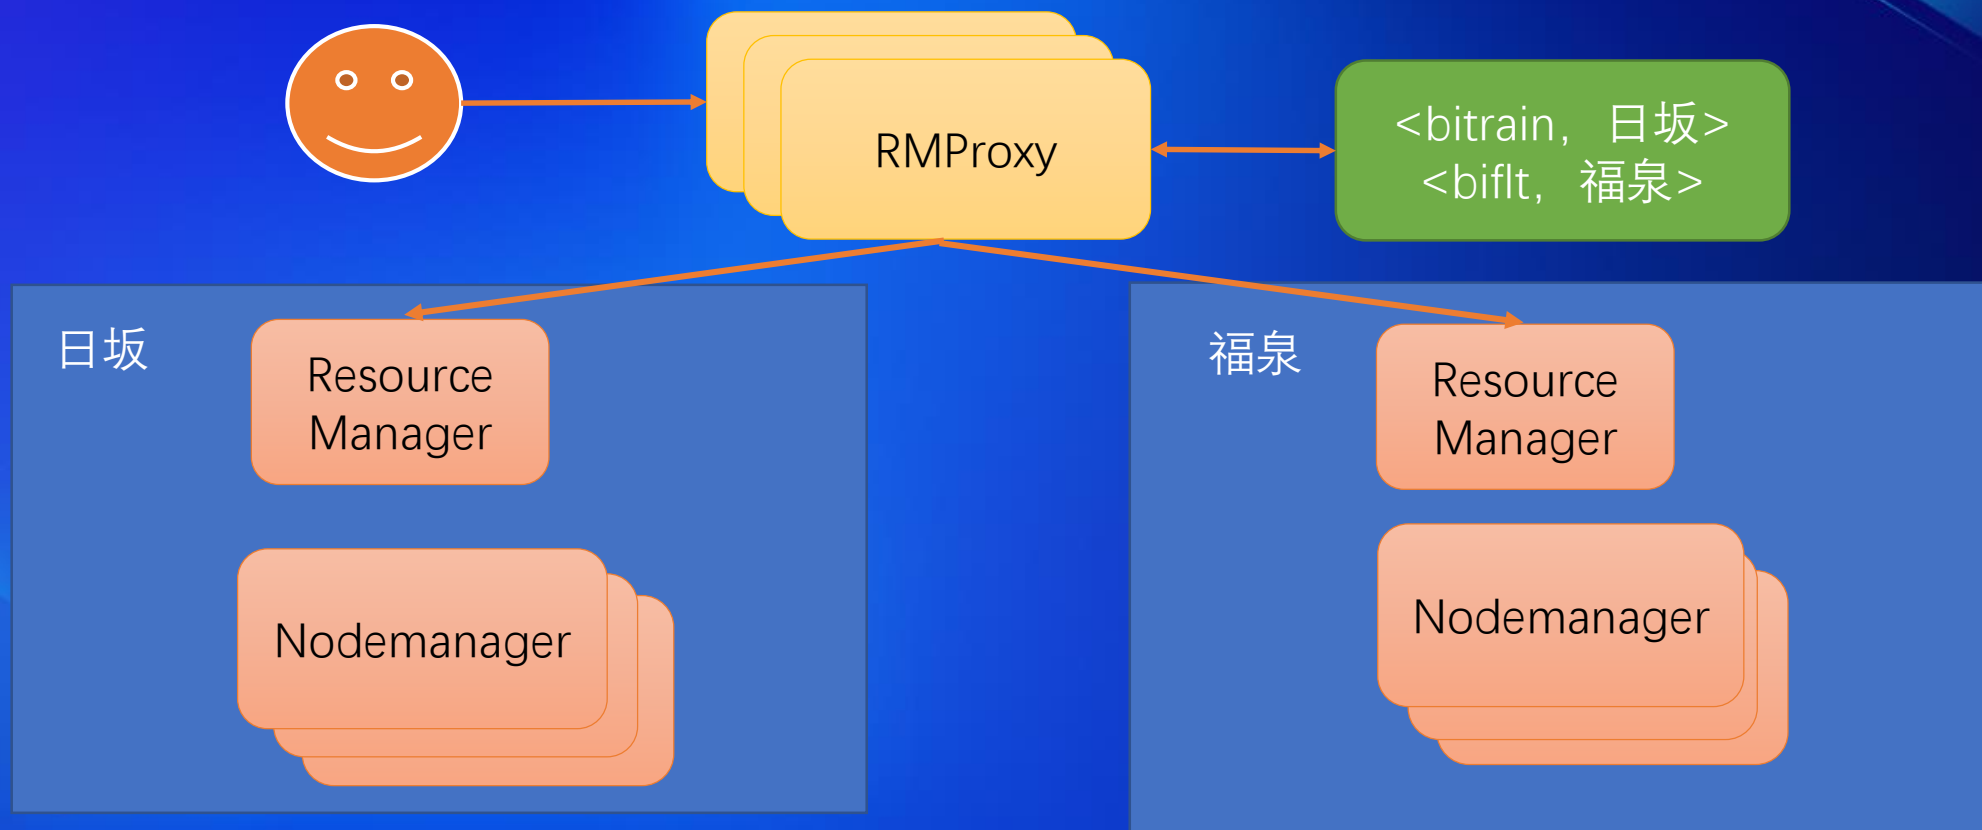 RMProxy
<bitrain, 日坂>
<biflt, 福泉>
日坂
Resource
Manager
Nodemanager
福泉
Resource
Manager
Nodemanager